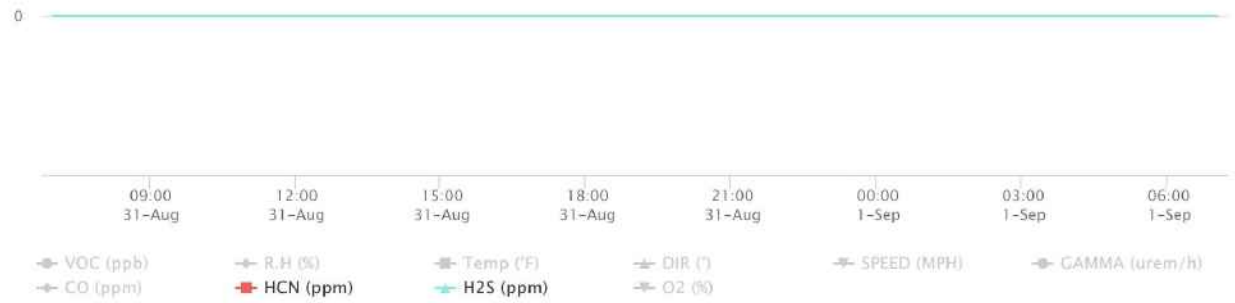 0
09:00 12:00 15:00 18:00 21:00 00:00 03:00 06:00
31-Aug 31-Aug 31-Aug 31-Aug 31-Aug 1-Sep 1-Sep 1-Sep
VOC (ppb) R.H (%) Temp (°F) DIR (°) SPEED (MPH) GAMMA (urem/h)
CO (ppm) HCN (ppm) H2S (ppm) O2 (%)